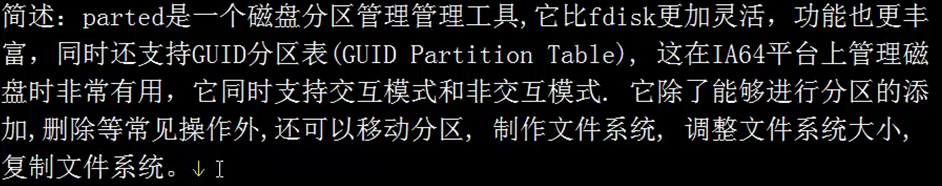 简述: parted是一个磁盘分区管理管理工具,它比fdisk更加灵活，功能也更丰
富，同时还支持GUID分区表(GUID Partition Table), 这在IA64平台上管理磁
盘时非常有用，它同时支持交互模式和非交互模式. 它除了能够进行分区的添
加,删除等常见操作外,还可以移动分区, 制作文件系统, 调整文件系统大小,
复制文件系统。↓